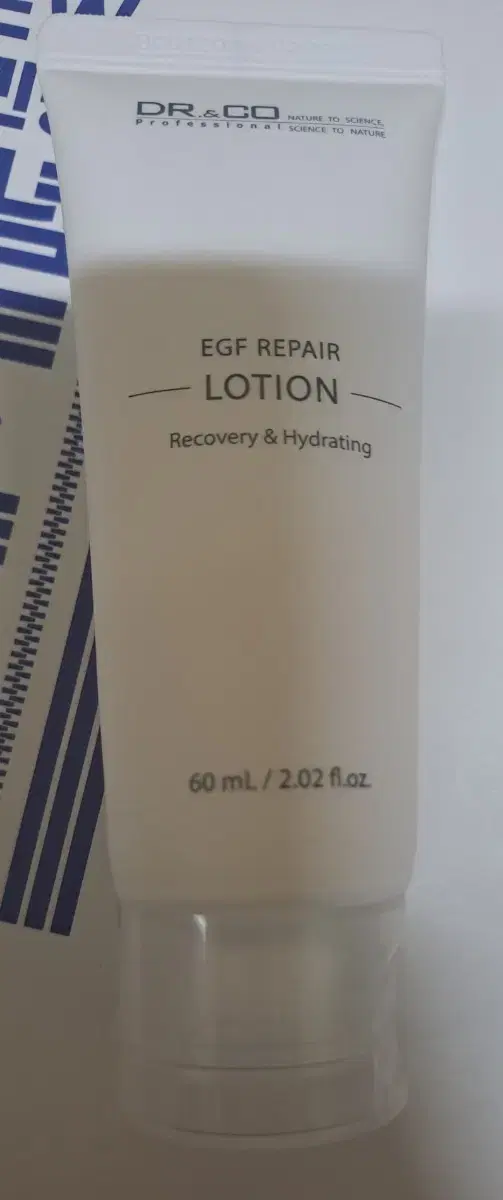 DR.&CO NATURE TO SCIENCE,
Professional SCIENCE TO NATURE
EGF REPAIR
LOTION
Recovery & Hydrating
60 mL / 2.02 fl.oz.